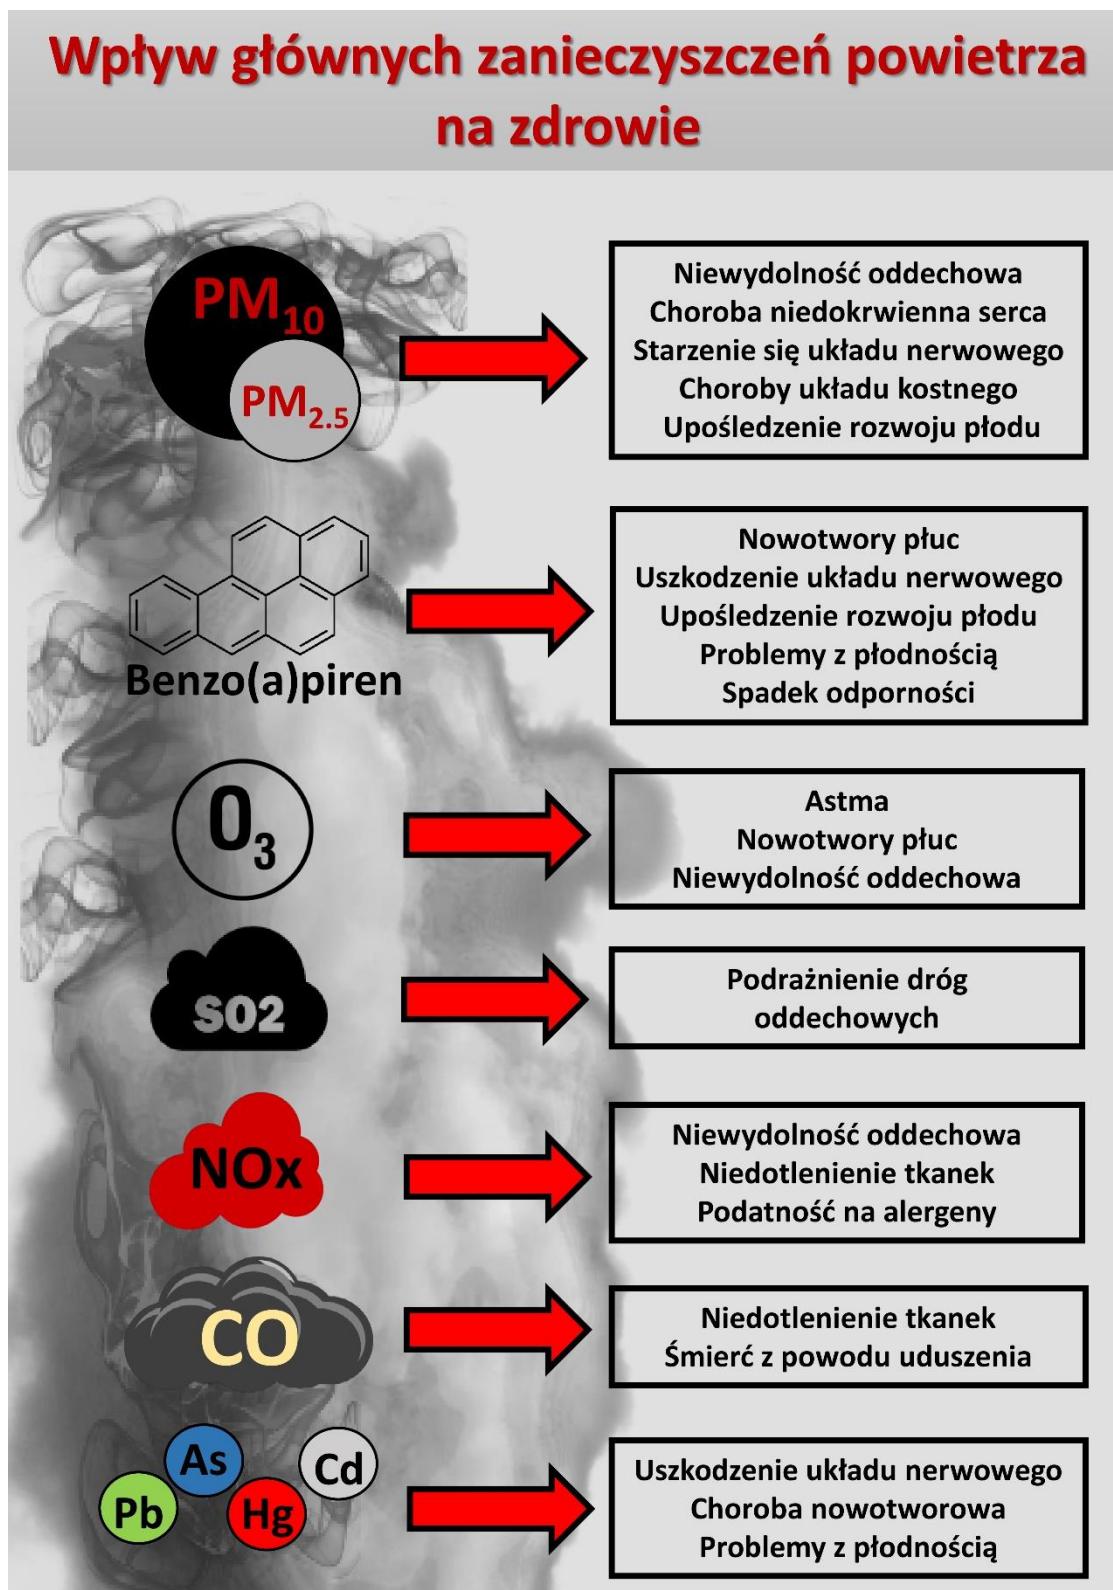 Wpływ głównych zanieczyszczeń powietrza
na zdrowie
PM10
PM2.5
Niewydolność oddechowa
Choroba niedokrwienna serca
Starzenie się układu nerwowego
Choroby układu kostnego
Upośledzenie rozwoju płodu
Benzo(a)piren
Nowotwory płuc
Uszkodzenie układu nerwowego
Upośledzenie rozwoju płodu
Problemy z płodnością
Spadek odporności
O3
Astma
Nowotwory płuc
Niewydolność oddechowa
SO2
Podrażnienie dróg
oddechowych
NOx
Niewydolność oddechowa
Niedotlenienie tkanek
Podatność na alergeny
CO
Niedotlenienie tkanek
Śmierć z powodu uduszenia
Pb
As
Hg
Cd
Uszkodzenie układu nerwowego
Choroba nowotworowa
Problemy z płodnością